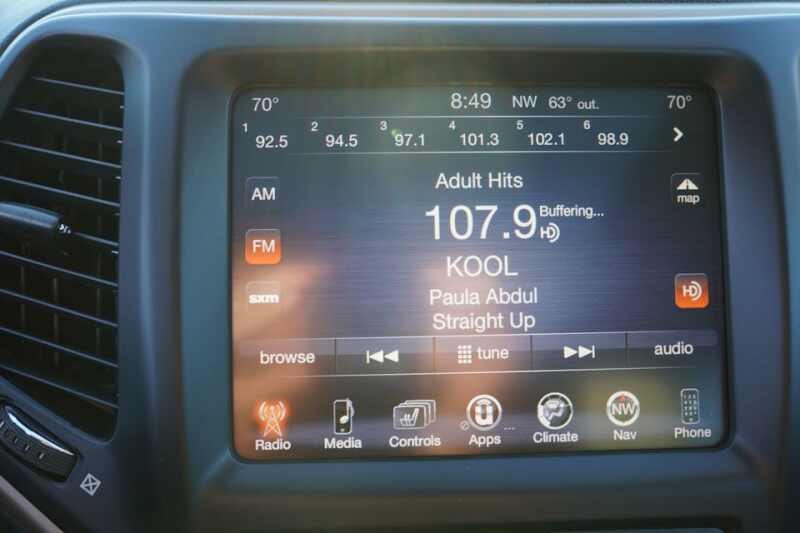 70° 8:49 NW 63° out. 70°
1 92.5 2 94.5 3 97.1 4 101.3 5 102.1 6 98.9
Adult Hits
AM
map
107.9 Buffering...
HD
FM
KOOL
sxm
Paula Abdul
HD
Straight Up
browse tune audio
Radio Media Controls Apps ... Climate NW Nav Phone